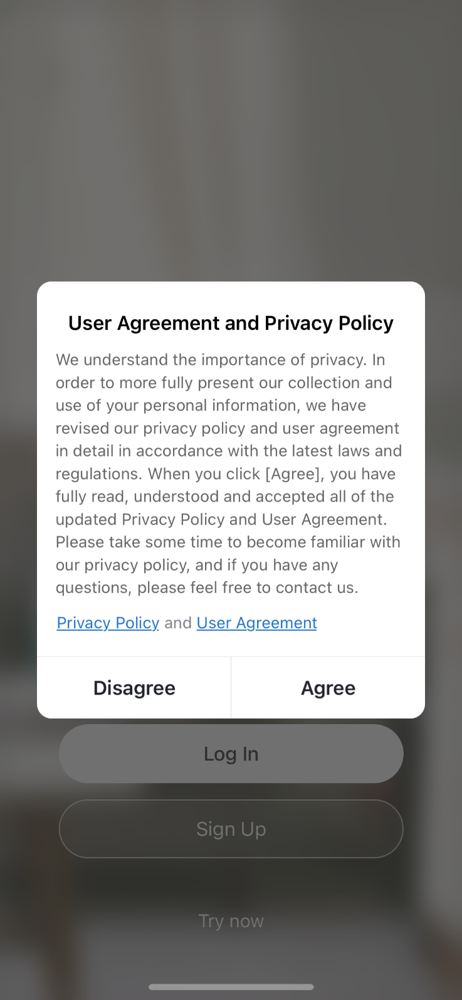 User Agreement and Privacy Policy
We understand the importance of privacy. In
order to more fully present our collection and
use of your personal information, we have
revised our privacy policy and user agreement
in detail in accordance with the latest laws and
regulations. When you click [Agree], you have
fully read, understood and accepted all of the
updated Privacy Policy and User Agreement.
Please take some time to become familiar with
our privacy policy, and if you have any
questions, please feel free to contact us.
Privacy Policy and User Agreement
Disagree Agree
Log In
Sign Up
Try now